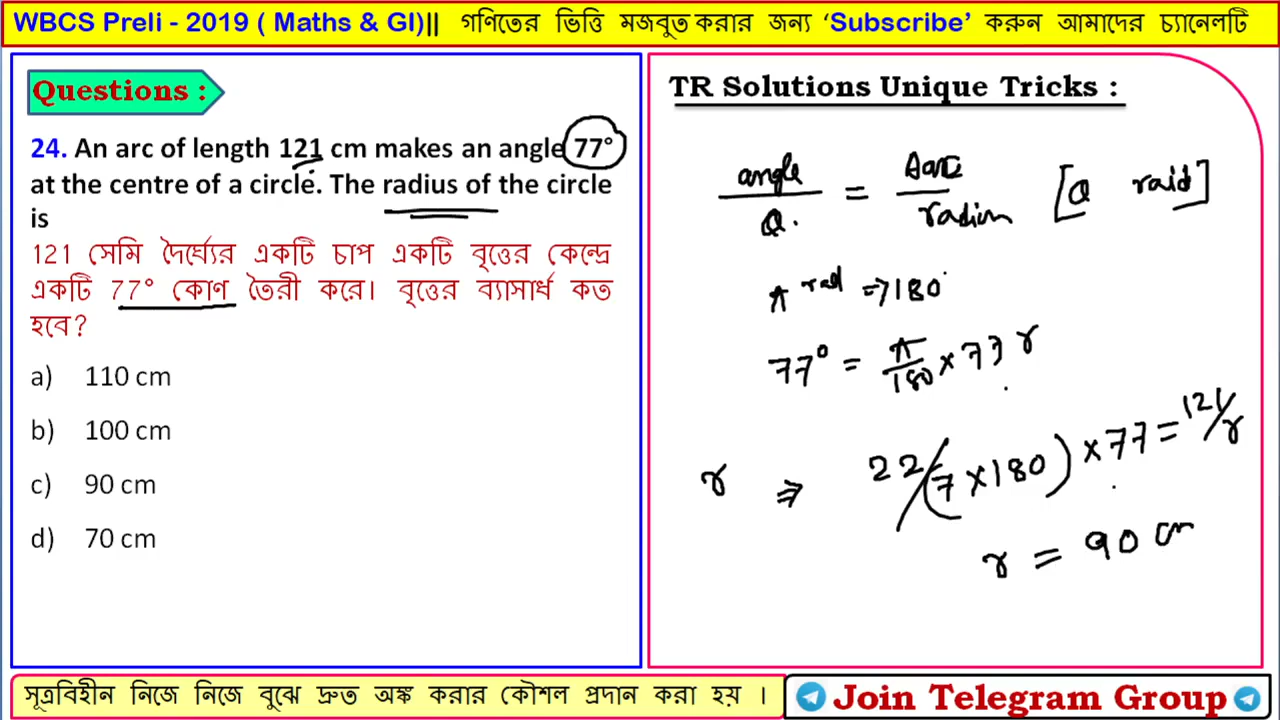 WBCS Preli - 2019 ( Maths & GI)|| গণিতের ভিত্তি মজবুত করার জন্য ‘Subscribe’ করুন আমাদের চ্যানেলটি
Questions :
24. An arc of length 121 cm makes an angle 77°
at the centre of a circle. The radius of the circle
is
121 সেমি দৈর্ঘ্যের একটি চাপ একটি বৃত্তের কেন্দ্রে
একটি 77° কোণ তৈরী করে। বৃত্তের ব্যাসার্ধ কত
হবে?
a) 110 cm
b) 100 cm
c) 90 cm
d) 70 cm
TR Solutions Unique Tricks :
angle/θ. = arc/radius [θ raid]
π rad => 180°
77° = π/180 × 77 r
r => 22/(7×180) × 77 = 121/r
r = 90 cm
সূত্রবিহীন নিজে নিজে বুঝে দ্রুত অঙ্ক করার কৌশল প্রদান করা হয় ।
Join Telegram Group